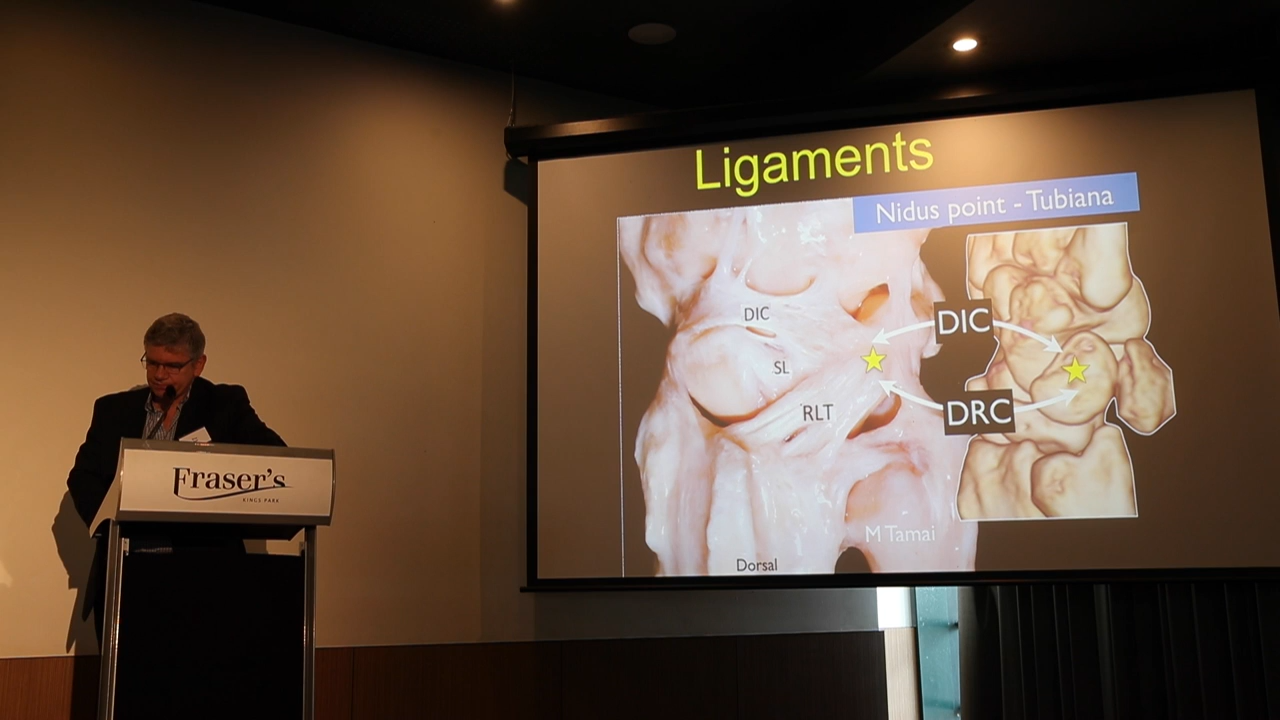 Ligaments
Nidus point - Tubiana
DIC
DIC
SL
RLT
DRC
M Tamai
Dorsal
Fraser's
KINGS PARK